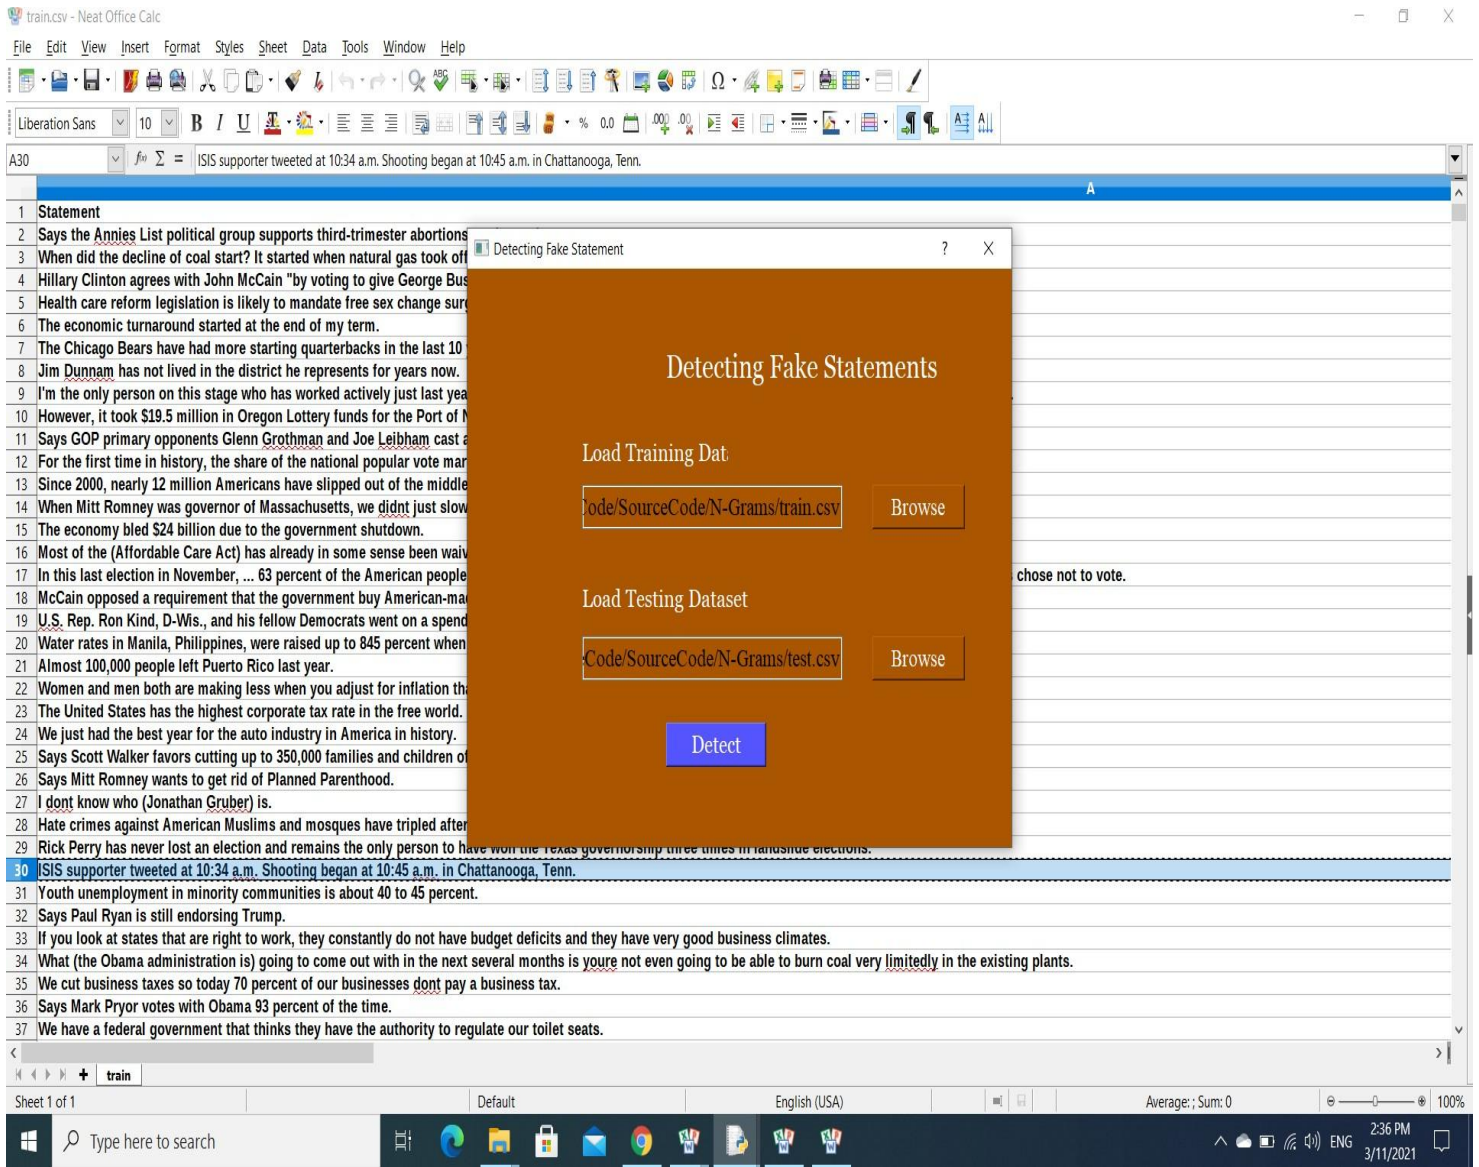 train.csv - Neat Office Calc
File Edit View Insert Format Styles Sheet Data Tools Window Help
Liberation Sans 10 B I U % 0.0 .00 .00
A30 f(x) Σ = ISIS supporter tweeted at 10:34 a.m. Shooting began at 10:45 a.m. in Chattanooga, Tenn.
A
1 Statement
2 Says the Annies List political group supports third-trimester abortions
3 When did the decline of coal start? It started when natural gas took off
4 Hillary Clinton agrees with John McCain "by voting to give George Bus
5 Health care reform legislation is likely to mandate free sex change sur
6 The economic turnaround started at the end of my term.
7 The Chicago Bears have had more starting quarterbacks in the last 10
8 Jim Dunnam has not lived in the district he represents for years now.
9 I'm the only person on this stage who has worked actively just last yea
10 However, it took $19.5 million in Oregon Lottery funds for the Port of N
11 Says GOP primary opponents Glenn Grothman and Joe Leibham cast a
12 For the first time in history, the share of the national popular vote mar
13 Since 2000, nearly 12 million Americans have slipped out of the middle
14 When Mitt Romney was governor of Massachusetts, we didnt just slow
15 The economy bled $24 billion due to the government shutdown.
16 Most of the (Affordable Care Act) has already in some sense been waiv
17 In this last election in November, ... 63 percent of the American people chose not to vote.
18 McCain opposed a requirement that the government buy American-ma
19 U.S. Rep. Ron Kind, D-Wis., and his fellow Democrats went on a spend
20 Water rates in Manila, Philippines, were raised up to 845 percent when
21 Almost 100,000 people left Puerto Rico last year.
22 Women and men both are making less when you adjust for inflation tha
23 The United States has the highest corporate tax rate in the free world.
24 We just had the best year for the auto industry in America in history.
25 Says Scott Walker favors cutting up to 350,000 families and children of
26 Says Mitt Romney wants to get rid of Planned Parenthood.
27 I dont know who (Jonathan Gruber) is.
28 Hate crimes against American Muslims and mosques have tripled after
29 Rick Perry has never lost an election and remains the only person to have won the Texas governorship three times in landslide elections.
30 ISIS supporter tweeted at 10:34 a.m. Shooting began at 10:45 a.m. in Chattanooga, Tenn.
31 Youth unemployment in minority communities is about 40 to 45 percent.
32 Says Paul Ryan is still endorsing Trump.
33 If you look at states that are right to work, they constantly do not have budget deficits and they have very good business climates.
34 What (the Obama administration is) going to come out with in the next several months is youre not even going to be able to burn coal very limitedly in the existing plants.
35 We cut business taxes so today 70 percent of our businesses dont pay a business tax.
36 Says Mark Pryor votes with Obama 93 percent of the time.
37 We have a federal government that thinks they have the authority to regulate our toilet seats.
Detecting Fake Statement ? X
Detecting Fake Statements
Load Training Dat
Code/SourceCode/N-Grams/train.csv Browse
Load Testing Dataset
Code/SourceCode/N-Grams/test.csv Browse
Detect
train
Sheet 1 of 1 Default English (USA) Average: ; Sum: 0 100%
Type here to search ENG 2:36 PM
3/11/2021